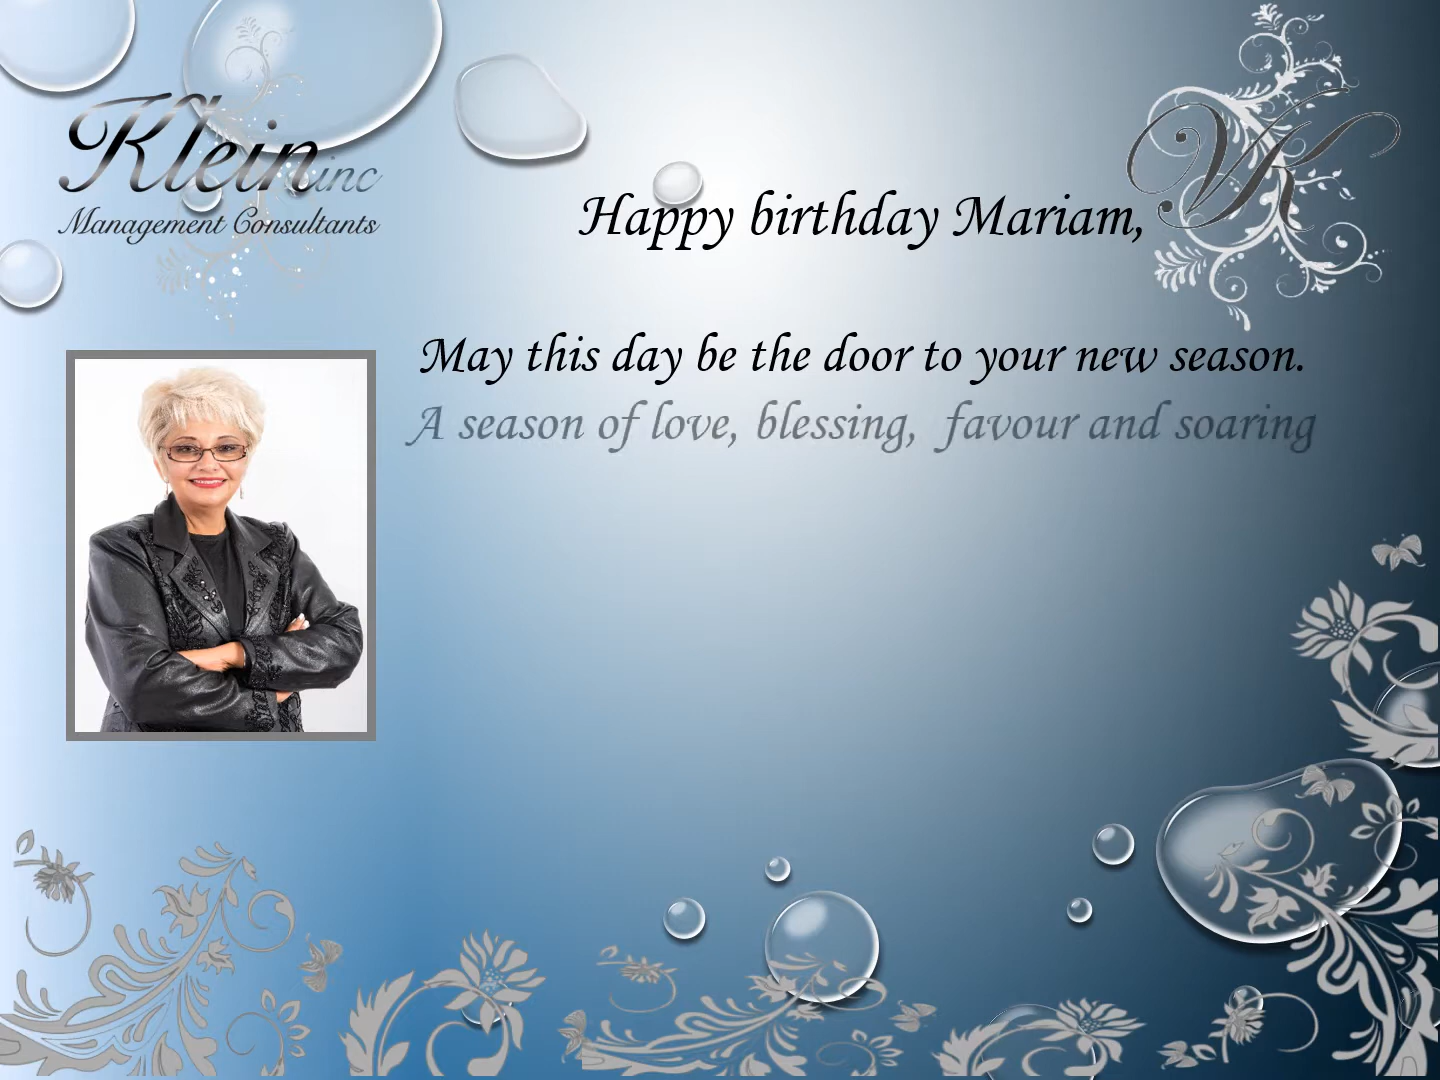 Klein inc
Management Consultants
VK
Happy birthday Mariam,
May this day be the door to your new season.
A season of love, blessing, favour and soaring